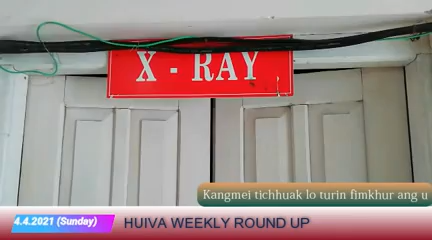 X - RAY
Kangmei tichhuak lo turin fimkhur ang u
4.4.2021 (Sunday)
HUIVA WEEKLY ROUND UP